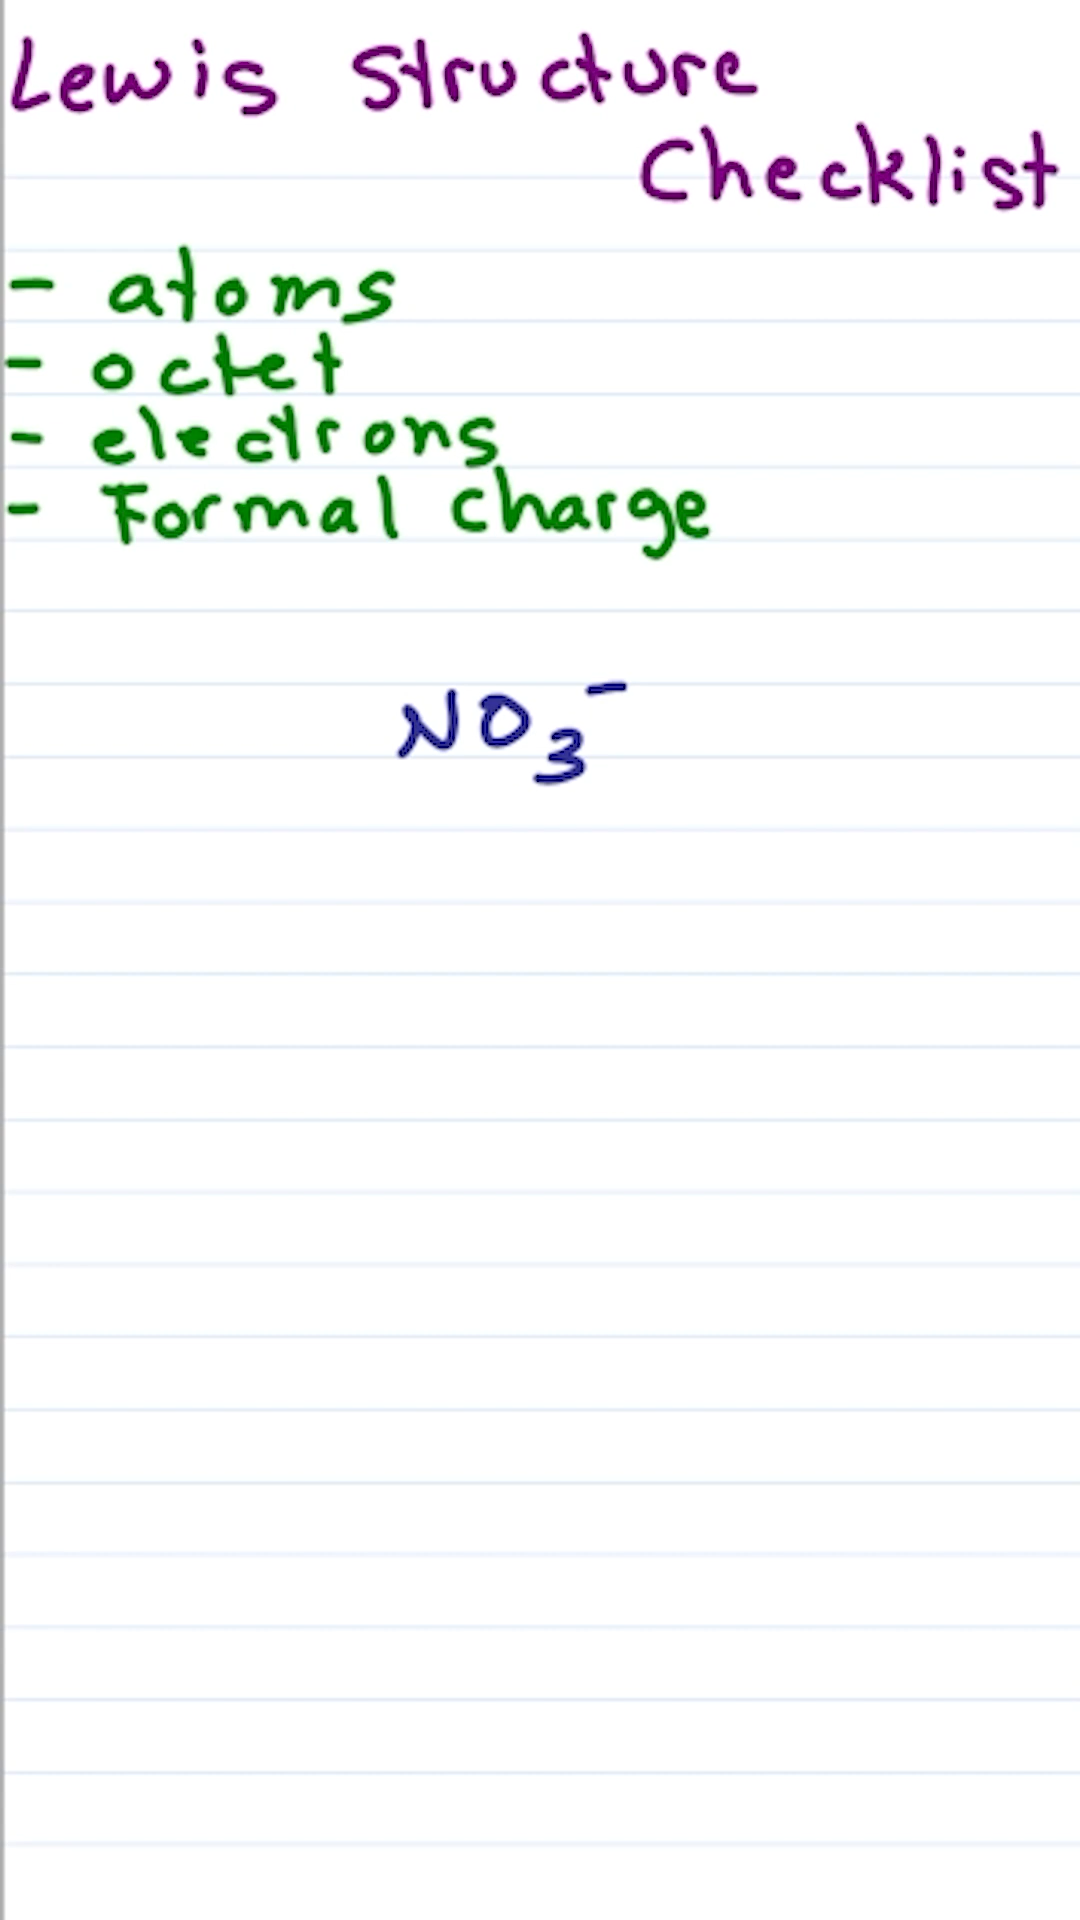 Lewis Structure
Checklist
- atoms
- octet
- electrons
- Formal charge
NO₃⁻